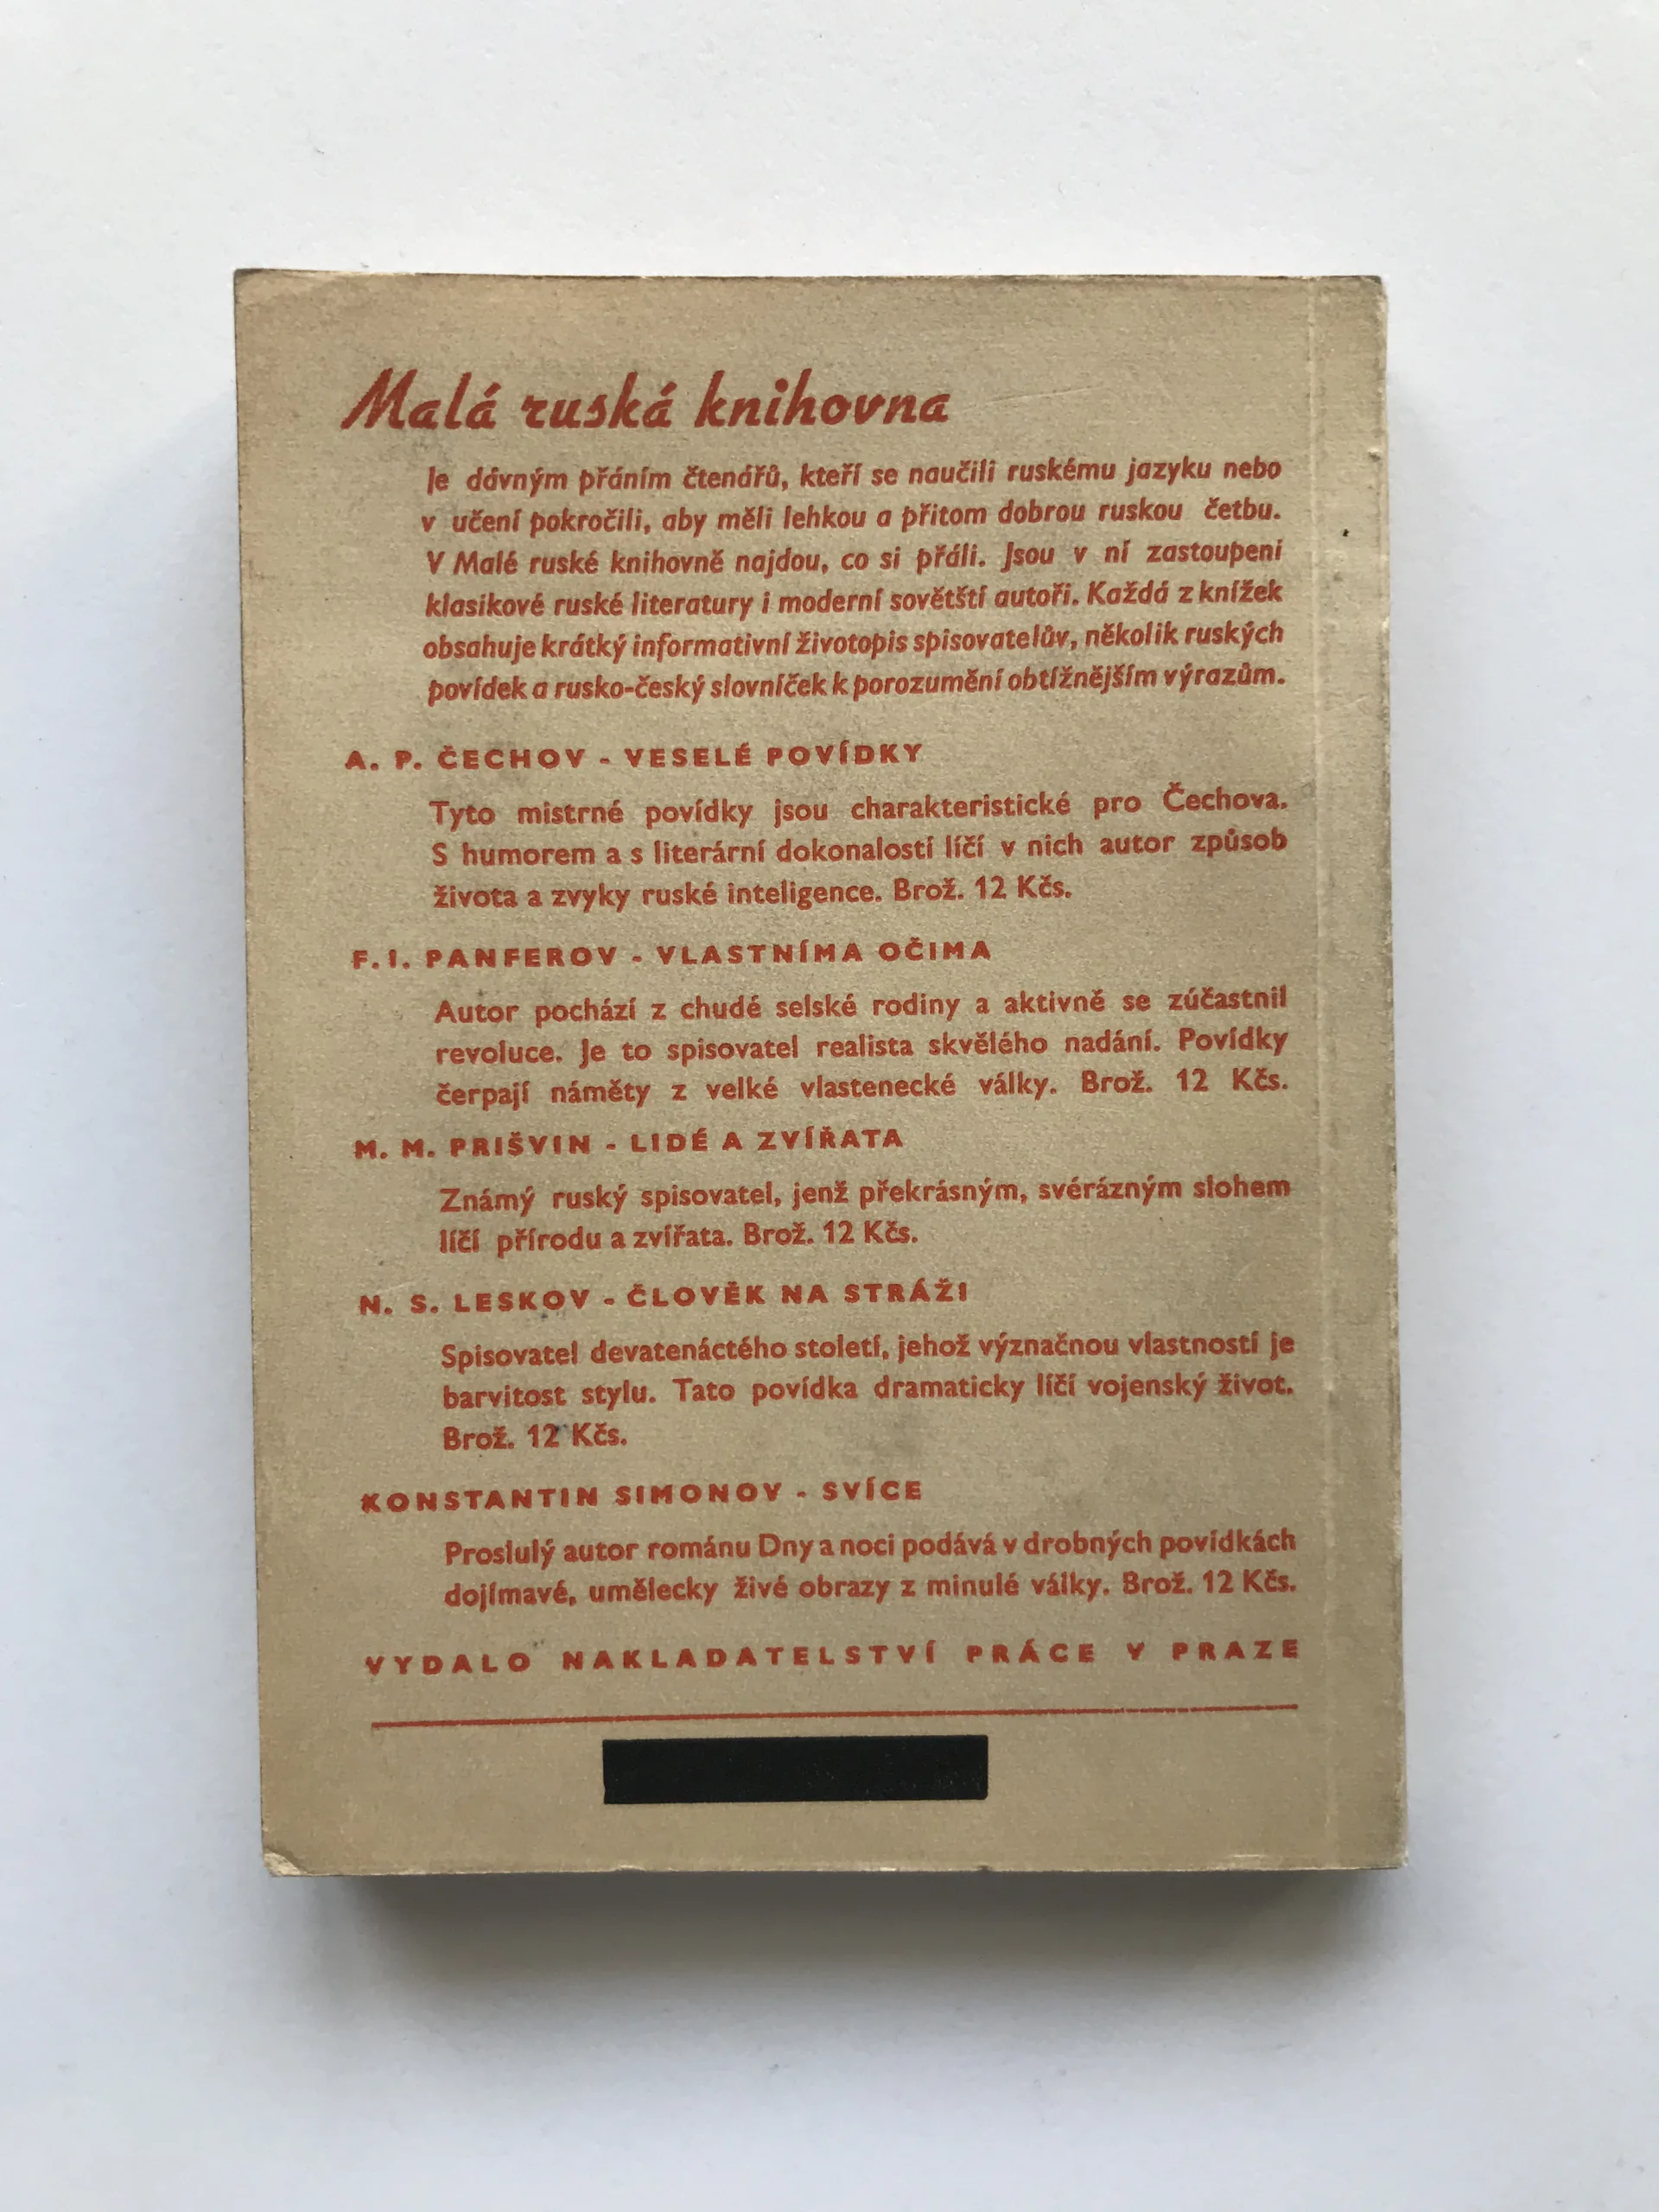 Malá ruská knihovna
Je dávným přáním čtenářů, kteří se naučili ruskému jazyku nebo
v učení pokročili, aby měli lehkou a přitom dobrou ruskou četbu.
V Malé ruské knihovně najdou, co si přáli. Jsou v ní zastoupeni
klasikové ruské literatury i moderní sovětští autoři. Každá z knížek
obsahuje krátký informativní životopis spisovatelův, několik ruských
povídek a rusko-český slovníček k porozumění obtížnějším výrazům.
A. P. ČECHOV - VESELÉ POVÍDKY
Tyto mistrné povídky jsou charakteristické pro Čechova.
S humorem a s literární dokonalostí líčí v nich autor způsob
života a zvyky ruské inteligence. Brož. 12 Kčs.
F. I. PANFEROV - VLASTNÍMA OČIMA
Autor pochází z chudé selské rodiny a aktivně se zúčastnil
revoluce. Je to spisovatel realista skvělého nadání. Povídky
čerpají náměty z velké vlastenecké války. Brož. 12 Kčs.
M. M. PRIŠVIN - LIDÉ A ZVÍŘATA
Známý ruský spisovatel, jenž překrásným, svérázným slohem
líčí přírodu a zvířata. Brož. 12 Kčs.
N. S. LESKOV - ČLOVĚK NA STRÁŽI
Spisovatel devatenáctého století, jehož význačnou vlastností je
barvitost stylu. Tato povídka dramaticky líčí vojenský život.
Brož. 12 Kčs.
KONSTANTIN SIMONOV - SVÍCE
Proslulý autor románu Dny a noci podává v drobných povídkách
dojímavé, umělecky živé obrazy z minulé války. Brož. 12 Kčs.
VYDALO NAKLADATELSTVÍ PRÁCE V PRAZE